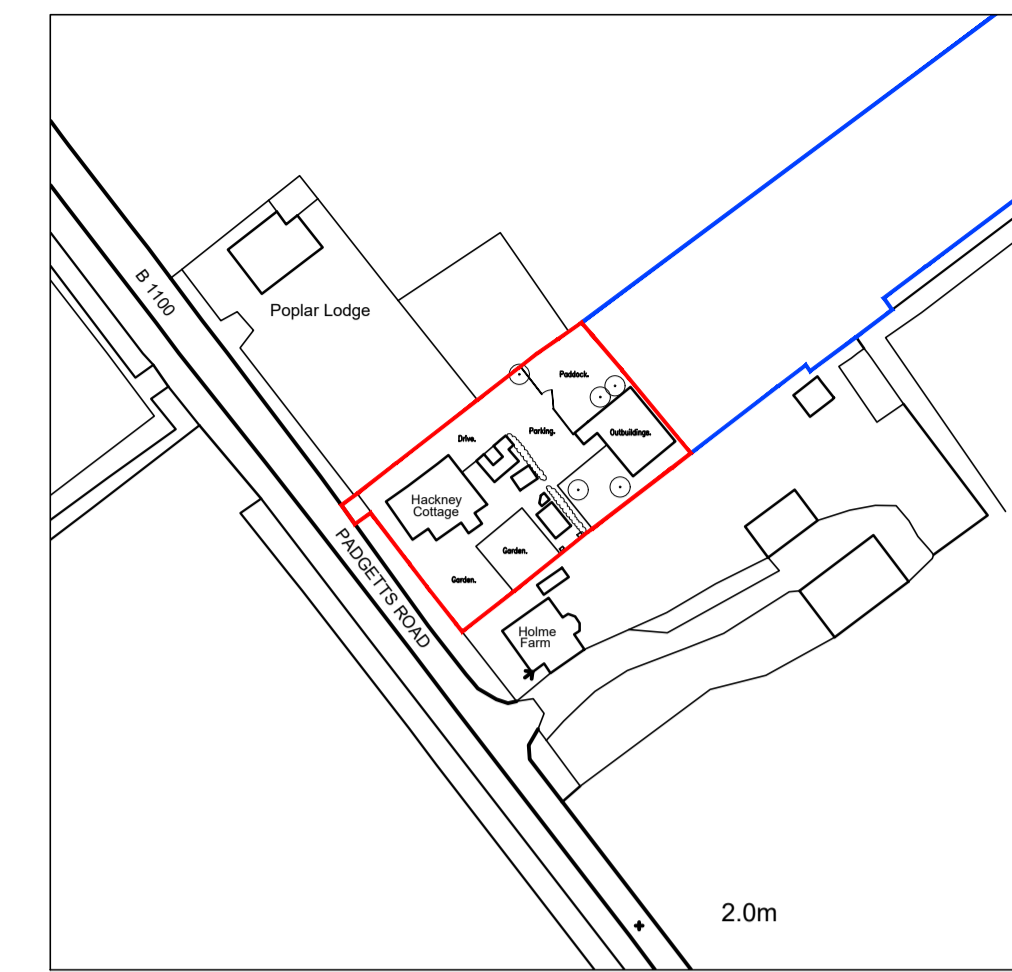 B 1100
Poplar Lodge
Paddock.
Drive.
Parking.
Outbuildings.
Hackney
Cottage
PADGETTS ROAD
Garden.
Garden.
Holme
Farm
2.0m